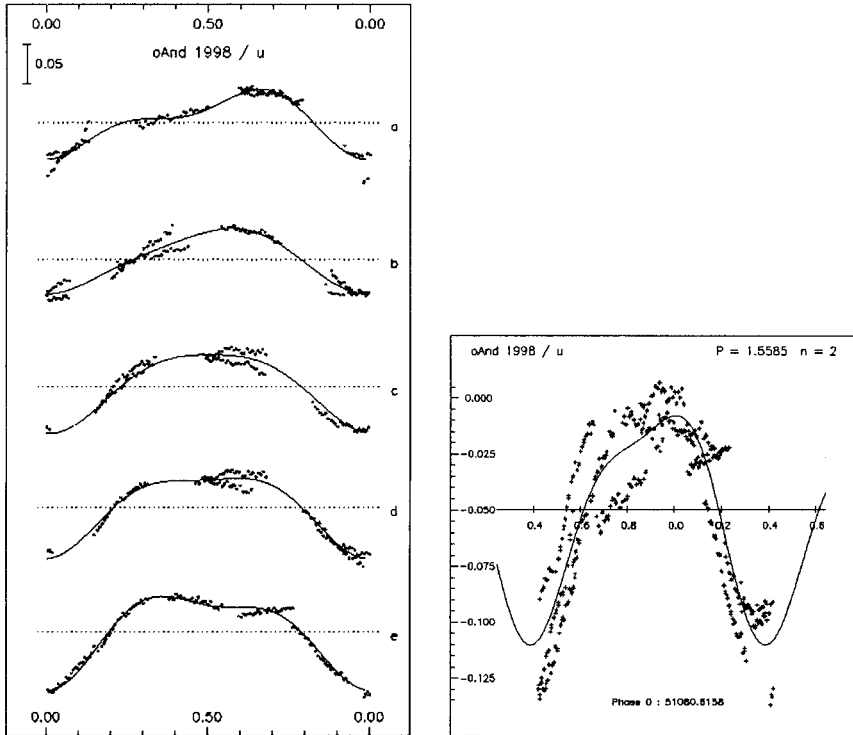 0.00 0.50 0.00
oAnd 1998 / u
0.05
a
b
c
d
e
0.00 0.50 0.00
oAnd 1998 / u P = 1.5585 n = 2
0.000
-0.025
-0.050
0.4 0.6 0.8 0.0 0.2 0.4 0.6
-0.075
-0.100
-0.125
Phase 0 : 51080.8158